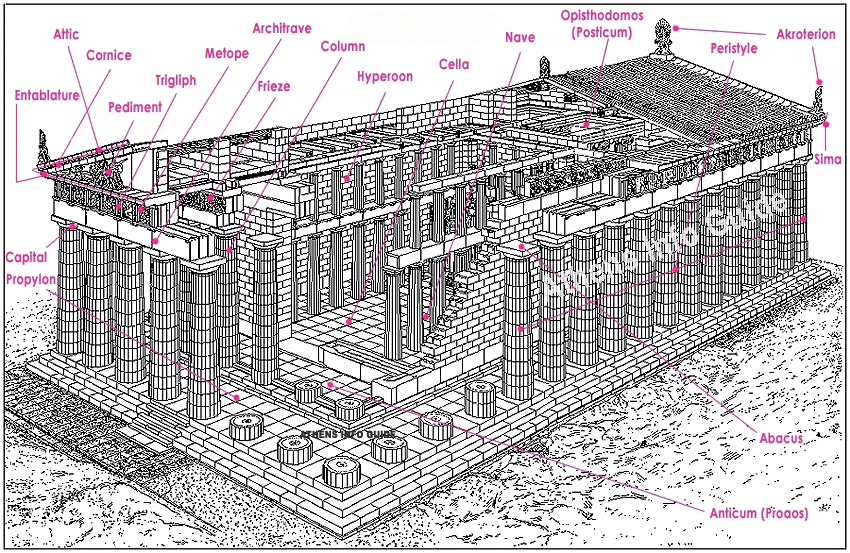 Attic
Architrave
Opisthodomos
(Posticum)
Akroterion
Cornice
Metope
Column
Nave
Peristyle
Trigliph
Cella
Entablature
Pediment
Frieze
Hyperoon
Sima
Athens Info Guide
Capital
Propylon
ATHENS INFO GUIDE
Abacus
Anticum (Proaos)